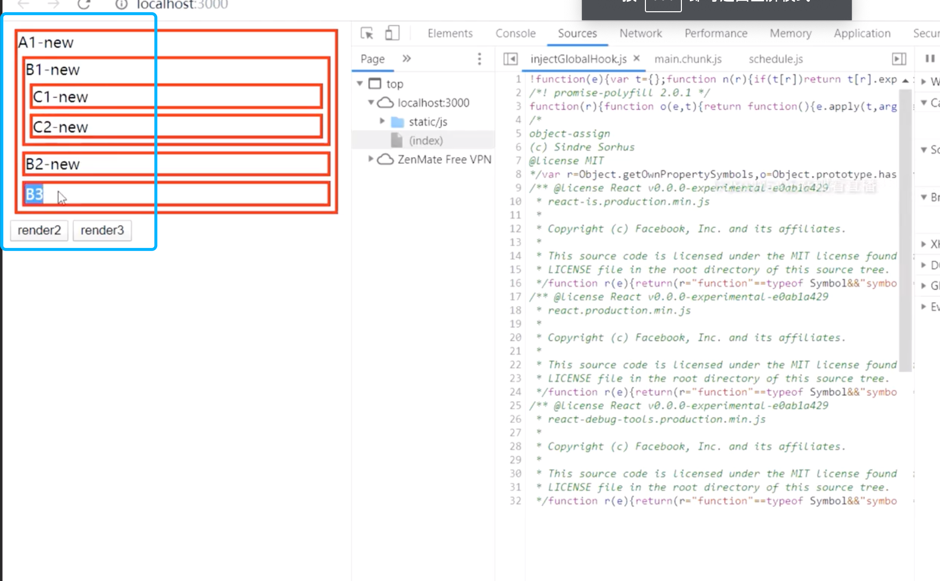 localhost:3000
A1-new
B1-new
C1-new
C2-new
B2-new
B3
render2 render3
Elements Console Sources Network Performance Memory Application
Page » injectGlobalHook.js × main.chunk.js schedule.js
top
localhost:3000
static/js
(index)
ZenMate Free VPN
1 !function(e){var t={};function n(r){if(t[r])return t[r].exp
2 /*! promise-polyfill 2.0.1 */
3 function(r){function o(e,t){return function(){e.apply(t,arg
4 /*
5 object-assign
6 (c) Sindre Sorhus
7 @license MIT
8 */var r=Object.getOwnPropertySymbols,o=Object.prototype.has
9 /** @license React v0.0.0-experimental-e0ab1a429
10 * react-is.production.min.js
11 *
12 * Copyright (c) Facebook, Inc. and its affiliates.
13 *
14 * This source code is licensed under the MIT license found
15 * LICENSE file in the root directory of this source tree.
16 */function r(e){return(r="function"==typeof Symbol&&"symbo
17 /** @license React v0.0.0-experimental-e0ab1a429
18 * react.production.min.js
19 *
20 * Copyright (c) Facebook, Inc. and its affiliates.
21 *
22 * This source code is licensed under the MIT license found
23 * LICENSE file in the root directory of this source tree.
24 */function r(e){return(r="function"==typeof Symbol&&"symbo
25 /** @license React v0.0.0-experimental-e0ab1a429
26 * react-debug-tools.production.min.js
27 *
28 * Copyright (c) Facebook, Inc. and its affiliates.
29 *
30 * This source code is licensed under the MIT license found
31 * LICENSE file in the root directory of this source tree.
32 */function r(e){return(r="function"==typeof Symbol&&"symbo